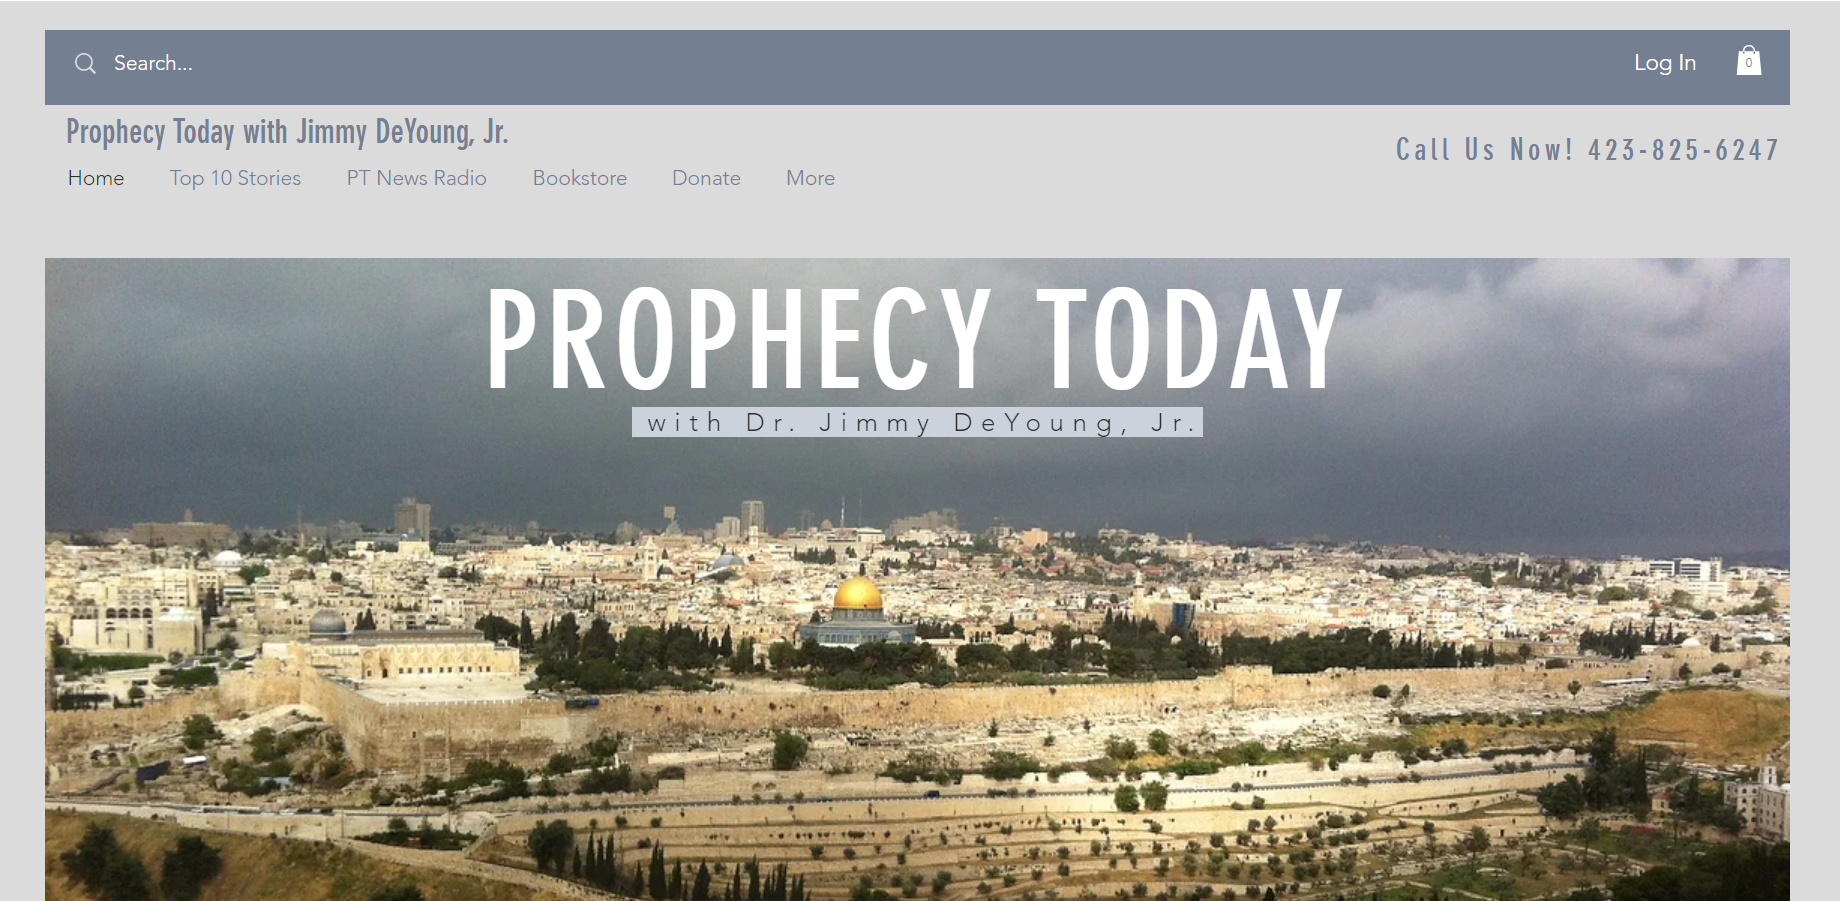 Search...
Log In
0
Prophecy Today with Jimmy DeYoung, Jr.
Call Us Now! 423-825-6247
Home Top 10 Stories PT News Radio Bookstore Donate More
PROPHECY TODAY
with Dr. Jimmy DeYoung, Jr.